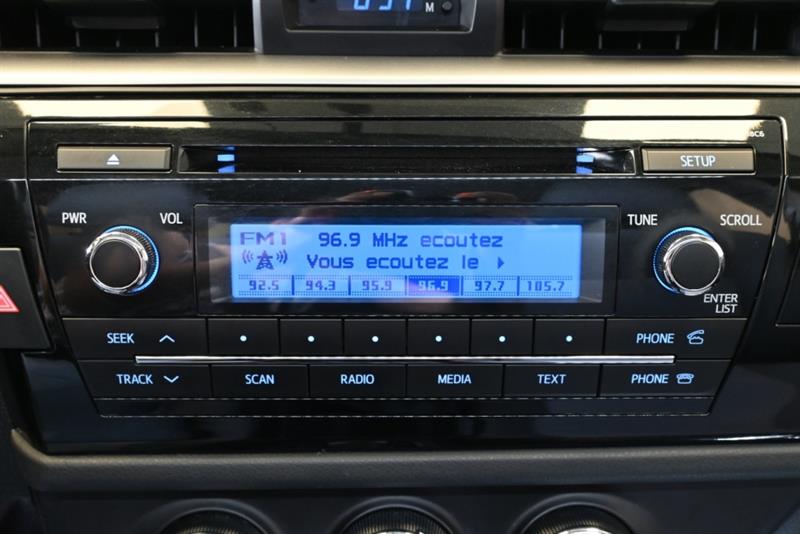 M
SETUP
PWR VOL
TUNE SCROLL
FM1 96.9 MHz ecoutez
Vous ecoutez le
92.5 94.3 95.9 96.9 97.7 105.7
ENTER
LIST
SEEK
PHONE
TRACK SCAN RADIO MEDIA TEXT PHONE